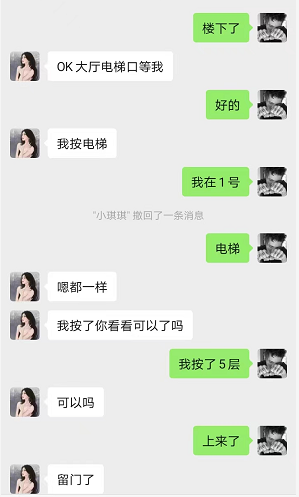 楼下了
OK 大厅电梯口等我
好的
我按电梯
我在1号
"小琪琪" 撤回了一条消息
电梯
嗯都一样
我按了你看看可以了吗
我按了5层
可以吗
上来了
留门了